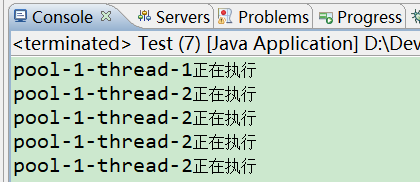 Console Servers Problems Progress
<terminated> Test (7) [Java Application] D:\Dev
pool-1-thread-1正在执行
pool-1-thread-2正在执行
pool-1-thread-2正在执行
pool-1-thread-2正在执行
pool-1-thread-2正在执行